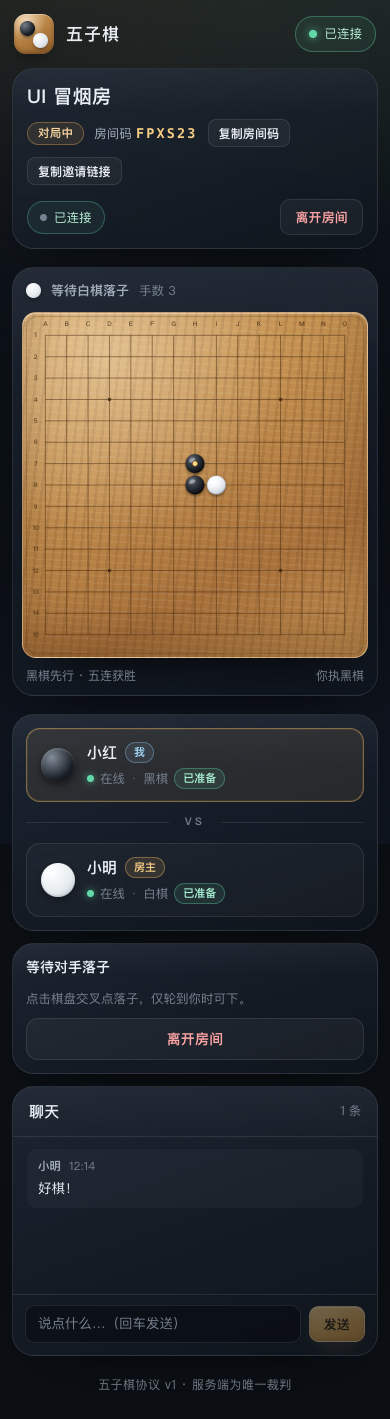 五子棋
已连接
UI 冒烟房
对局中 房间码 FPXS23 复制房间码
复制邀请链接
已连接 离开房间
等待白棋落子 手数 3
A B C D E F G H I J K L M N O
1
2
3
4
5
6
7
8
9
10
11
12
13
14
15
黑棋先行 · 五连获胜 你执黑棋
小红 我
在线 · 黑棋 已准备
VS
小明 房主
在线 · 白棋 已准备
等待对手落子
点击棋盘交叉点落子，仅轮到你时可下。
离开房间
聊天 1 条
小明 12:14
好棋！
说点什么…（回车发送） 发送
五子棋协议 v1 · 服务端为唯一裁判